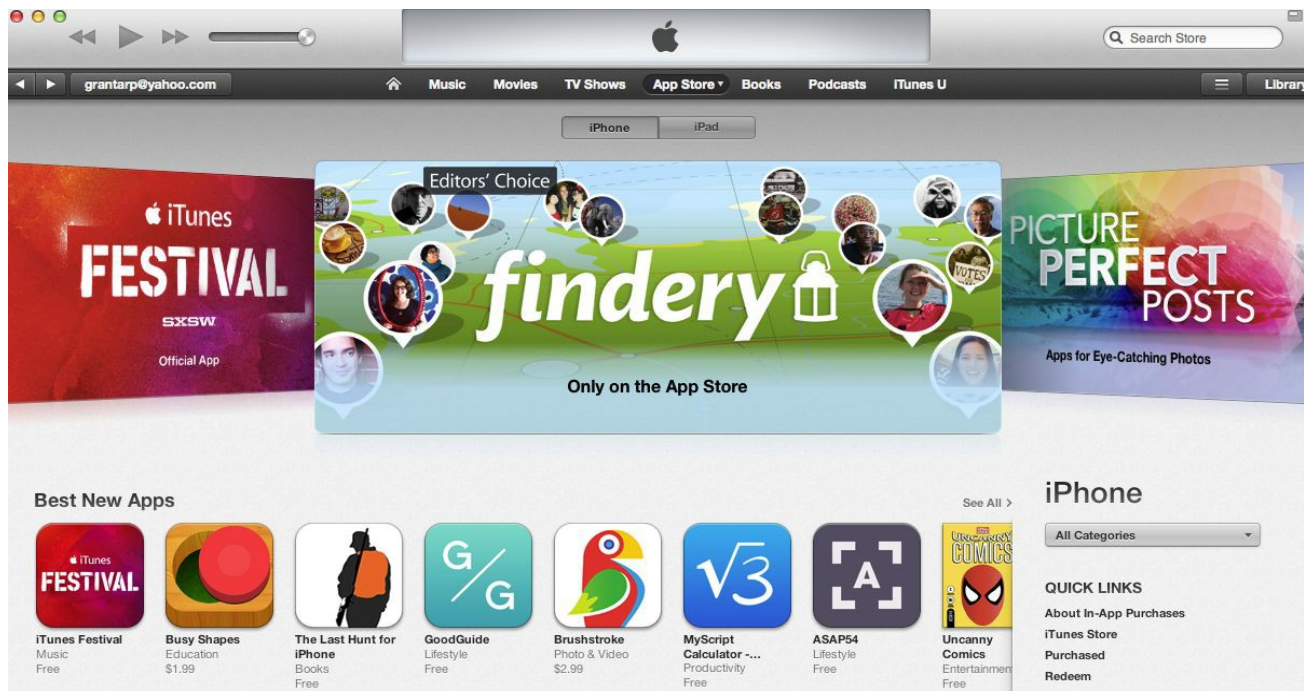 Search Store
grantarp@yahoo.com
Music Movies TV Shows App Store Books Podcasts iTunes U
Library
iPhone iPad
iTunes
FESTIVAL
SXSW
Official App
Editors' Choice
findery
VOTES
Only on the App Store
PICTURE
PERFECT
POSTS
Apps for Eye-Catching Photos
Best New Apps
See All >
iTunes
FESTIVAL
G/G
√3
A
UNCANNY
COMICS
iTunes Festival
Music
Free
Busy Shapes
Education
$1.99
The Last Hunt for
iPhone
Books
Free
GoodGuide
Lifestyle
Free
Brushstroke
Photo & Video
$2.99
MyScript
Calculator -...
Productivity
Free
ASAP54
Lifestyle
Free
Uncanny
Comics
Entertainmen
Free
iPhone
All Categories
QUICK LINKS
About In-App Purchases
iTunes Store
Purchased
Redeem